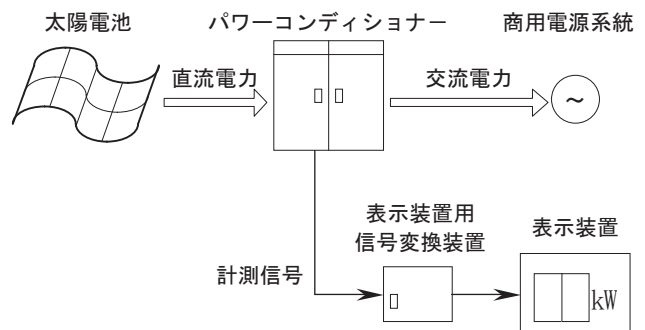 太陽電池
パワーコンディショナー
商用電源系統
直流電力
交流電力
~
表示装置用
信号変換装置
表示装置
計測信号
kW